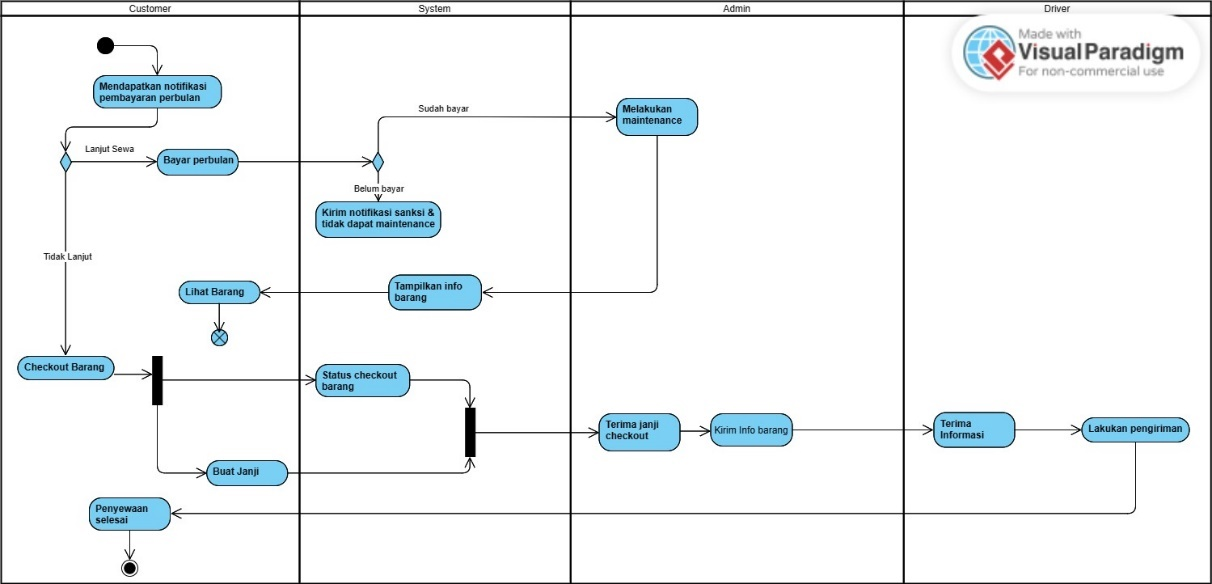 Customer
System
Admin
Driver
Made with
Visual Paradigm
For non-commercial use
Mendapatkan notifikasi
pembayaran perbulan
Sudah bayar
Melakukan
maintenance
Lanjut Sewa
Bayar perbulan
Belum bayar
Kirim notifikasi sanksi &
tidak dapat maintenance
Tidak Lanjut
Lihat Barang
Tampilkan info
barang
Checkout Barang
Status checkout
barang
Terima janji
checkout
Kirim Info barang
Terima
Informasi
Lakukan pengiriman
Buat Janji
Penyewaan
selesai